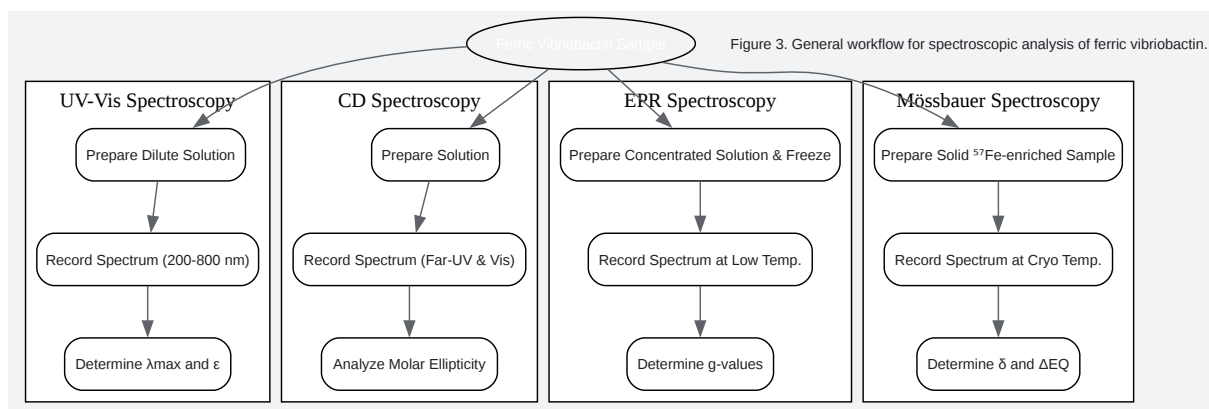 Ferric Vibriobactin Sample
Figure 3. General workflow for spectroscopic analysis of ferric vibriobactin.
UV-Vis Spectroscopy
Prepare Dilute Solution
Record Spectrum (200-800 nm)
Determine λmax and ε
CD Spectroscopy
Prepare Solution
Record Spectrum (Far-UV & Vis)
Analyze Molar Ellipticity
EPR Spectroscopy
Prepare Concentrated Solution & Freeze
Record Spectrum at Low Temp.
Determine g-values
Mössbauer Spectroscopy
Prepare Solid ⁵⁷Fe-enriched Sample
Record Spectrum at Cryo Temp.
Determine δ and ΔEQ